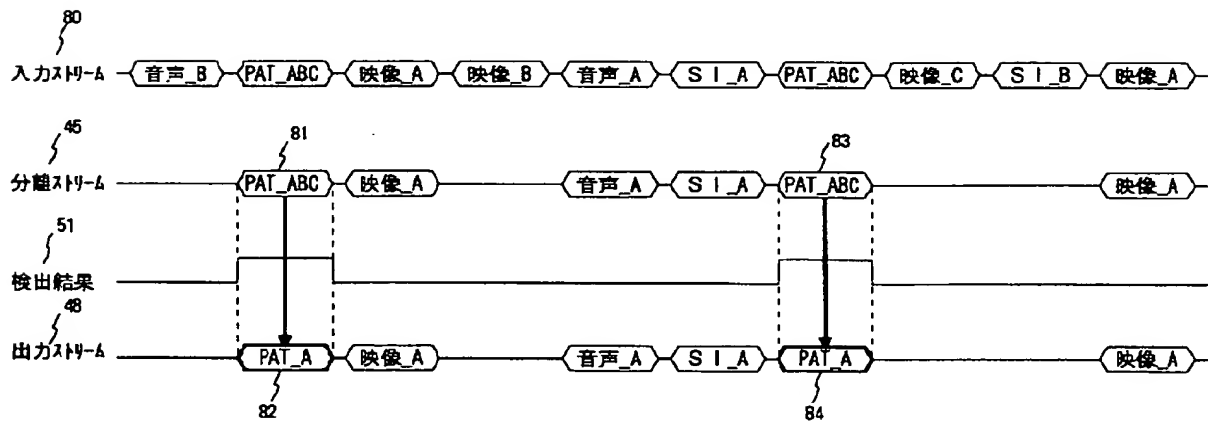 80
入力ストリーム 音声_B PAT_ABC 映像_A 映像_B 音声_A SI_A PAT_ABC 映像_C SI_B 映像_A
45 81 83
分離ストリーム PAT_ABC 映像_A 音声_A SI_A PAT_ABC 映像_A
51
検出結果
48
出力ストリーム PAT_A 映像_A 音声_A SI_A PAT_A 映像_A
82 84